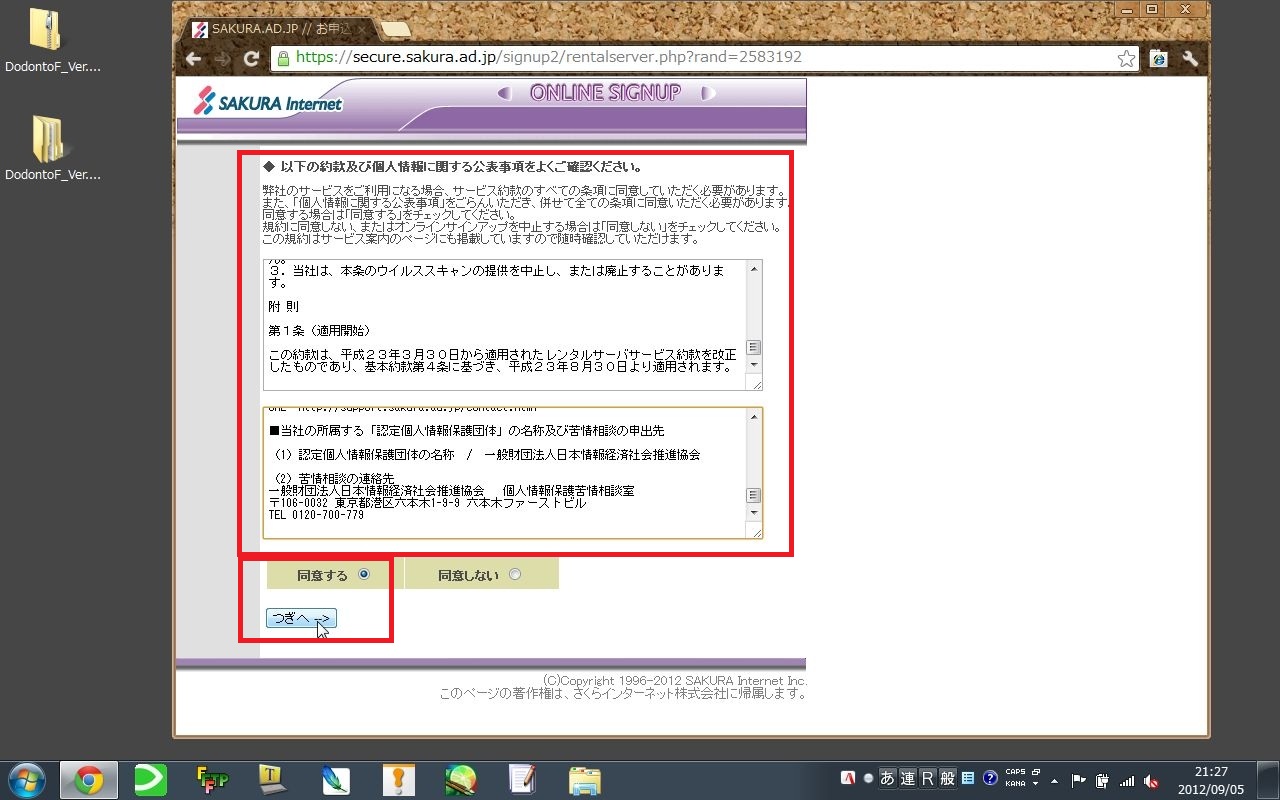 DodontoF_Ver....
DodontoF_Ver....
SAKURA.AD.JP // お申込
https://secure.sakura.ad.jp/signup2/rentalserver.php?rand=2583192
SAKURA Internet
ONLINE SIGNUP
◆ 以下の約款及び個人情報に関する公表事項をよくご確認ください。
弊社のサービスをご利用になる場合、サービス約款のすべての条項に同意していただく必要があります。
また、「個人情報に関する公表事項」をごらんいただき、併せて全ての条項に同意いただく必要があります。
同意する場合は「同意する」をチェックしてください。
規約に同意しない、またはオンラインサインアップを中止する場合は「同意しない」をチェックしてください。
この規約はサービス案内のページにも掲載していますので随時確認していただけます。
ん。
３．当社は、本条のウイルススキャンの提供を中止し、または廃止することがありま
す。
附 則
第１条（適用開始）
この約款は、平成２３年３月３０日から適用されたレンタルサーバサービス約款を改正
したものであり、基本約款第４条に基づき、平成２３年８月３０日より適用されます。
URL http://support.sakura.ad.jp/contact.html
■当社の所属する「認定個人情報保護団体」の名称及び苦情相談の申出先
（1）認定個人情報保護団体の名称 / 一般財団法人日本情報経済社会推進協会
（2）苦情相談の連絡先
一般財団法人日本情報経済社会推進協会 個人情報保護苦情相談室
〒106-0032 東京都港区六本木1-9-9 六本木ファーストビル
TEL 0120-700-779
同意する 同意しない
つぎへ -->
(C)Copyright 1996-2012 SAKURA Internet Inc.
このページの著作権は、さくらインターネット株式会社に帰属します。
FFFTP
T
A あ 連 R 般 ? CAPS KANA
21:27
2012/09/05